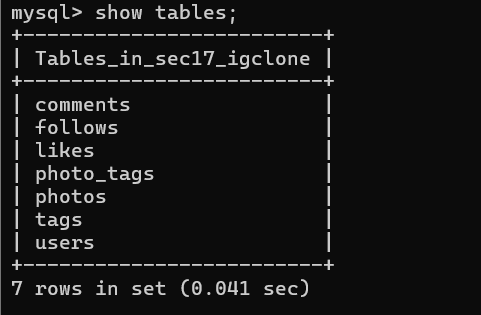 mysql> show tables;
+------------------------+
| Tables_in_sec17_igclone |
+------------------------+
| comments |
| follows |
| likes |
| photo_tags |
| photos |
| tags |
| users |
+------------------------+
7 rows in set (0.041 sec)